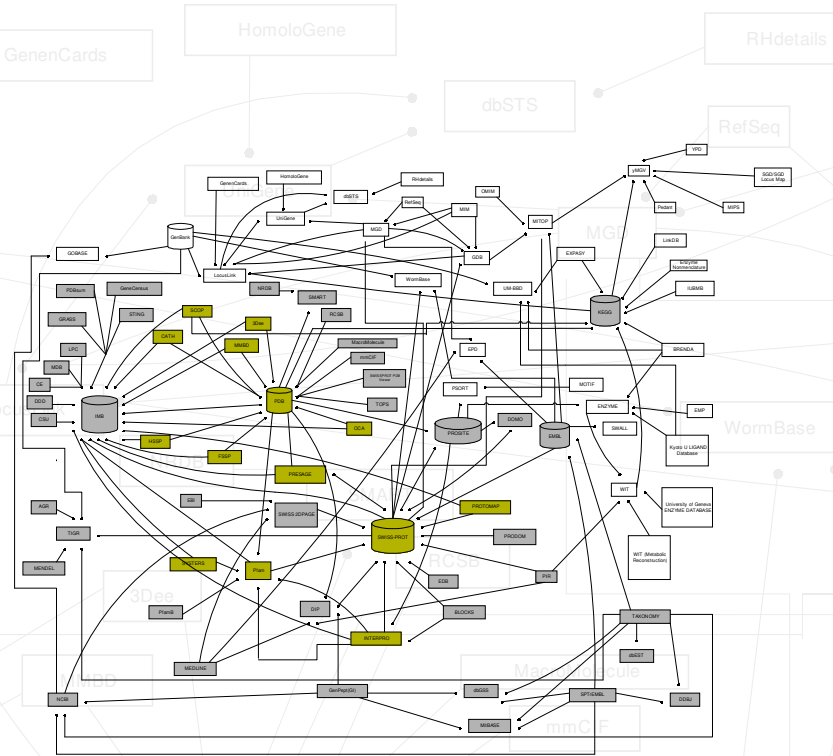 HomoloGene
GenenCards
RHdetails
dbSTS
RefSeq
YPD
yMGV
SGD/SGD
Locus Map
GenenCards
HomoloGene
RHdetails
UniGene
dbSTS
OMIM
RefSeq
MIM
Pedant
MIPS
UniGene
MITOP
MGD
MGD
GenBank
LinkDB
GOBASE
GDB
EXPASY
Enzyme
Nomenclature
LocusLink
WormBase
UM-BBD
IUBMB
PDBsum
GeneCensus
NRDB
SMART
KEGG
GRASS
STING
SCOP
RCSB
3Dee
LPC
CATH
MMBD
MacroMolecule
mmCIF
EPD
BRENDA
MDB
CE
PSORT
MOTIF
DDD
IMB
PDB
TOPS
ENZYME
EMP
CSU
OCA
PROSITE
DOMO
EMBL
SMALL
WormBase
HSSP
FSSP
Kyoto U LIGAND
Database
PRESAGE
WIT
AGR
EBI
SWISS-2DPAGE
PROTOMAP
University of Geneva
ENZYME DATABASE
TIGR
SWISS-PROT
PRODOM
WIT (Metabolic
Reconstruction)
RCSB
MENDEL
SYSTERS
Pfam
EDB
PIR
3Dee
PfamB
DIP
BLOCKS
TAXONOMY
INTERPRO
dbEST
MEDLINE
MMBD
MacroMolecule
NCBI
GenPept(GI)
dbGSS
SPT/EMBL
DDBJ
MitBASE
mmCIF